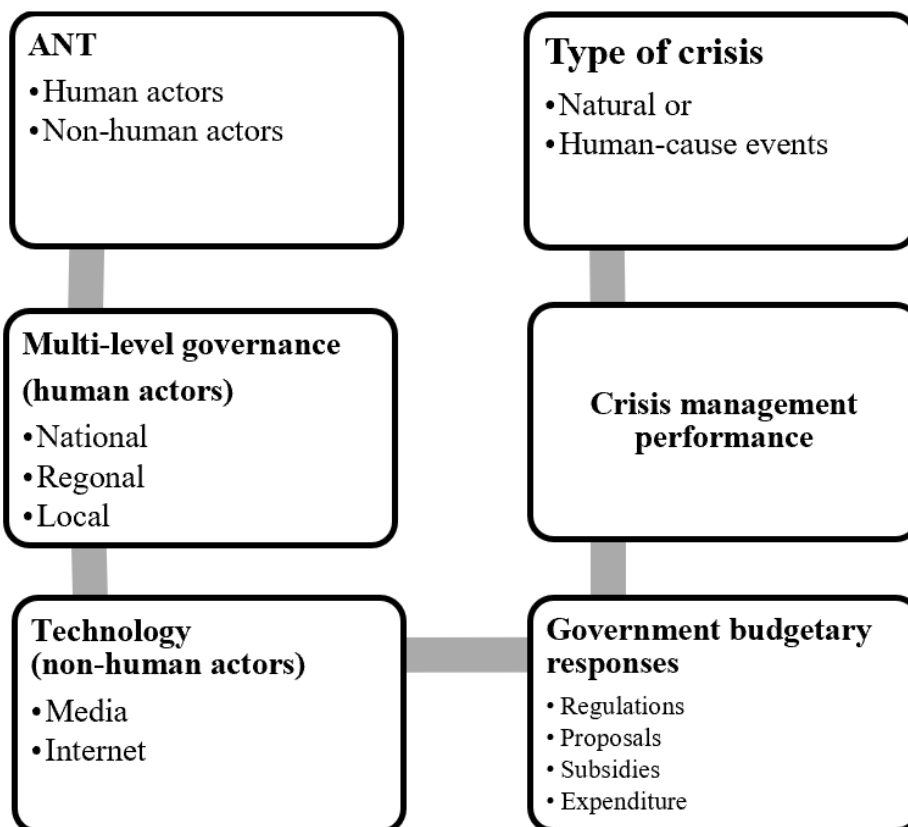 ANT
•Human actors
•Non-human actors
Multi-level governance
(human actors)
•National
•Regonal
•Local
Technology
(non-human actors)
•Media
•Internet
Type of crisis
•Natural or
•Human-cause events
Crisis management
performance
Government budgetary
responses
• Regulations
• Proposals
• Subsidies
• Expenditure